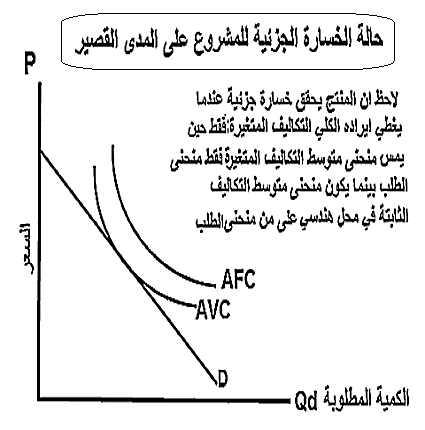 حالة الخسارة الجزئية للمشروع على المدى القصير
P
لاحظ ان المنتج يحقق خسارة جزئية عندما
يغطي ايراده الكلي التكاليف المتغيرة فقط حين
يمس منحنى متوسط التكاليف المتغيرة فقط منحنى
الطلب بينما يكون منحنى متوسط التكاليف
الثابتة في محل هندسي على من منحنى الطلب
السعر
AFC
AVC
D
Qd الكمية المطلوبة